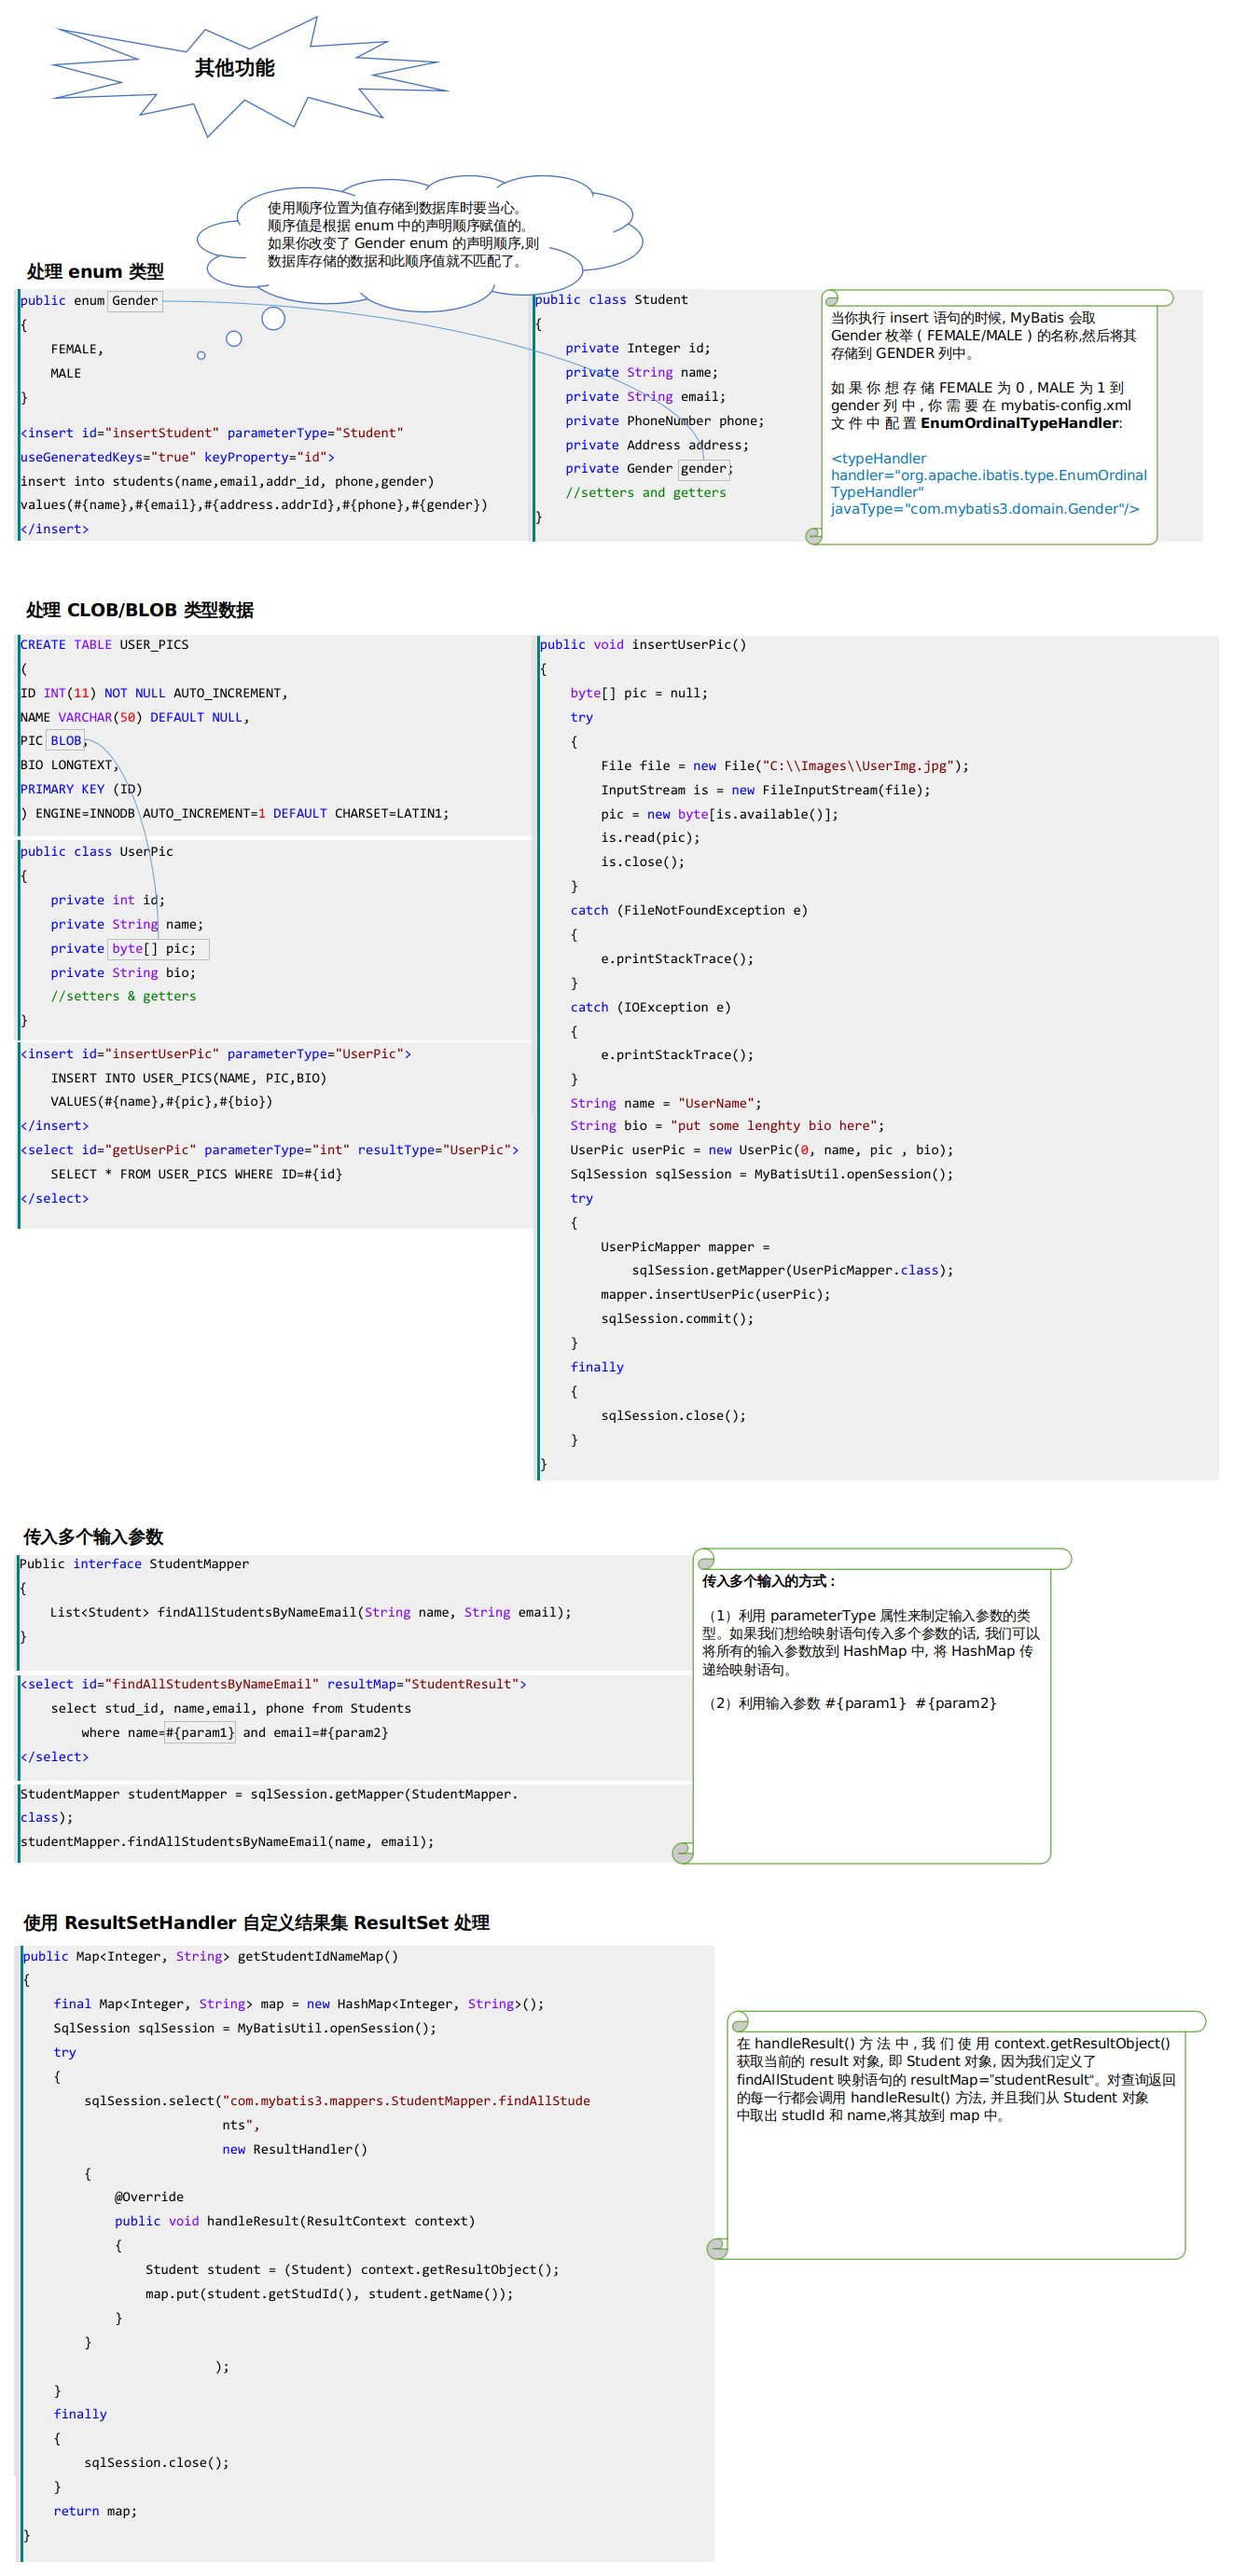 其他功能
使用顺序位置为值存储到数据库时要当心。
顺序值是根据 enum 中的声明顺序赋值的。
如果你改变了 Gender enum 的声明顺序,则
数据库存储的数据和此顺序值就不匹配了。
处理 enum 类型
public enum Gender
{
FEMALE,
MALE
}
<insert id="insertStudent" parameterType="Student"
useGeneratedKeys="true" keyProperty="id">
insert into students(name,email,addr_id, phone,gender)
values(#{name},#{email},#{address.addrId},#{phone},#{gender})
</insert>
public class Student
{
private Integer id;
private String name;
private String email;
private PhoneNumber phone;
private Address address;
private Gender gender;
//setters and getters
}
当你执行 insert 语句的时候, MyBatis 会取
Gender 枚举 ( FEMALE/MALE ) 的名称,然后将其
存储到 GENDER 列中。
如 果 你 想 存 储 FEMALE 为 0 , MALE 为 1 到
gender 列 中 , 你 需 要 在 mybatis-config.xml
文 件 中 配 置 EnumOrdinalTypeHandler:
<typeHandler
handler="org.apache.ibatis.type.EnumOrdinal
TypeHandler"
javaType="com.mybatis3.domain.Gender"/>
处理 CLOB/BLOB 类型数据
CREATE TABLE USER_PICS
(
ID INT(11) NOT NULL AUTO_INCREMENT,
NAME VARCHAR(50) DEFAULT NULL,
PIC BLOB,
BIO LONGTEXT,
PRIMARY KEY (ID)
) ENGINE=INNODB AUTO_INCREMENT=1 DEFAULT CHARSET=LATIN1;
public class UserPic
{
private int id;
private String name;
private byte[] pic;
private String bio;
//setters & getters
}
<insert id="insertUserPic" parameterType="UserPic">
INSERT INTO USER_PICS(NAME, PIC,BIO)
VALUES(#{name},#{pic},#{bio})
</insert>
<select id="getUserPic" parameterType="int" resultType="UserPic">
SELECT * FROM USER_PICS WHERE ID=#{id}
</select>
public void insertUserPic()
{
byte[] pic = null;
try
{
File file = new File("C:\\Images\\UserImg.jpg");
InputStream is = new FileInputStream(file);
pic = new byte[is.available()];
is.read(pic);
is.close();
}
catch (FileNotFoundException e)
{
e.printStackTrace();
}
catch (IOException e)
{
e.printStackTrace();
}
String name = "UserName";
String bio = "put some lenghty bio here";
UserPic userPic = new UserPic(0, name, pic , bio);
SqlSession sqlSession = MyBatisUtil.openSession();
try
{
UserPicMapper mapper =
sqlSession.getMapper(UserPicMapper.class);
mapper.insertUserPic(userPic);
sqlSession.commit();
}
finally
{
sqlSession.close();
}
}
传入多个输入参数
Public interface StudentMapper
{
List<Student> findAllStudentsByNameEmail(String name, String email);
}
<select id="findAllStudentsByNameEmail" resultMap="StudentResult">
select stud_id, name,email, phone from Students
where name=#{param1} and email=#{param2}
</select>
StudentMapper studentMapper = sqlSession.getMapper(StudentMapper.
class);
studentMapper.findAllStudentsByNameEmail(name, email);
传入多个输入的方式：
（1）利用 parameterType 属性来制定输入参数的类
型。如果我们想给映射语句传入多个参数的话, 我们可以
将所有的输入参数放到 HashMap 中, 将 HashMap 传
递给映射语句。
（2）利用输入参数 #{param1} #{param2}
使用 ResultSetHandler 自定义结果集 ResultSet 处理
public Map<Integer, String> getStudentIdNameMap()
{
final Map<Integer, String> map = new HashMap<Integer, String>();
SqlSession sqlSession = MyBatisUtil.openSession();
try
{
sqlSession.select("com.mybatis3.mappers.StudentMapper.findAllStude
nts",
new ResultHandler()
{
@Override
public void handleResult(ResultContext context)
{
Student student = (Student) context.getResultObject();
map.put(student.getStudId(), student.getName());
}
}
);
}
finally
{
sqlSession.close();
}
return map;
}
在 handleResult() 方 法 中 , 我 们 使 用 context.getResultObject()
获取当前的 result 对象, 即 Student 对象, 因为我们定义了
findAllStudent 映射语句的 resultMap="studentResult“。对查询返回
的每一行都会调用 handleResult() 方法, 并且我们从 Student 对象
中取出 studId 和 name,将其放到 map 中。